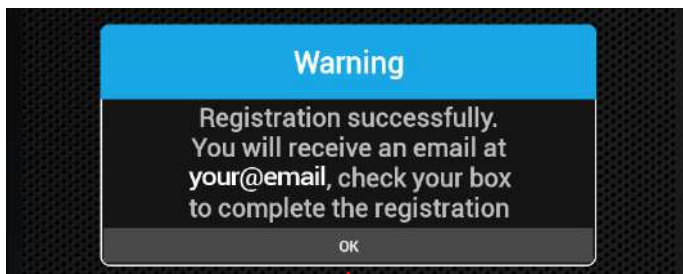 Warning
Registration successfully.
You will receive an email at
your@email, check your box
to complete the registration
OK